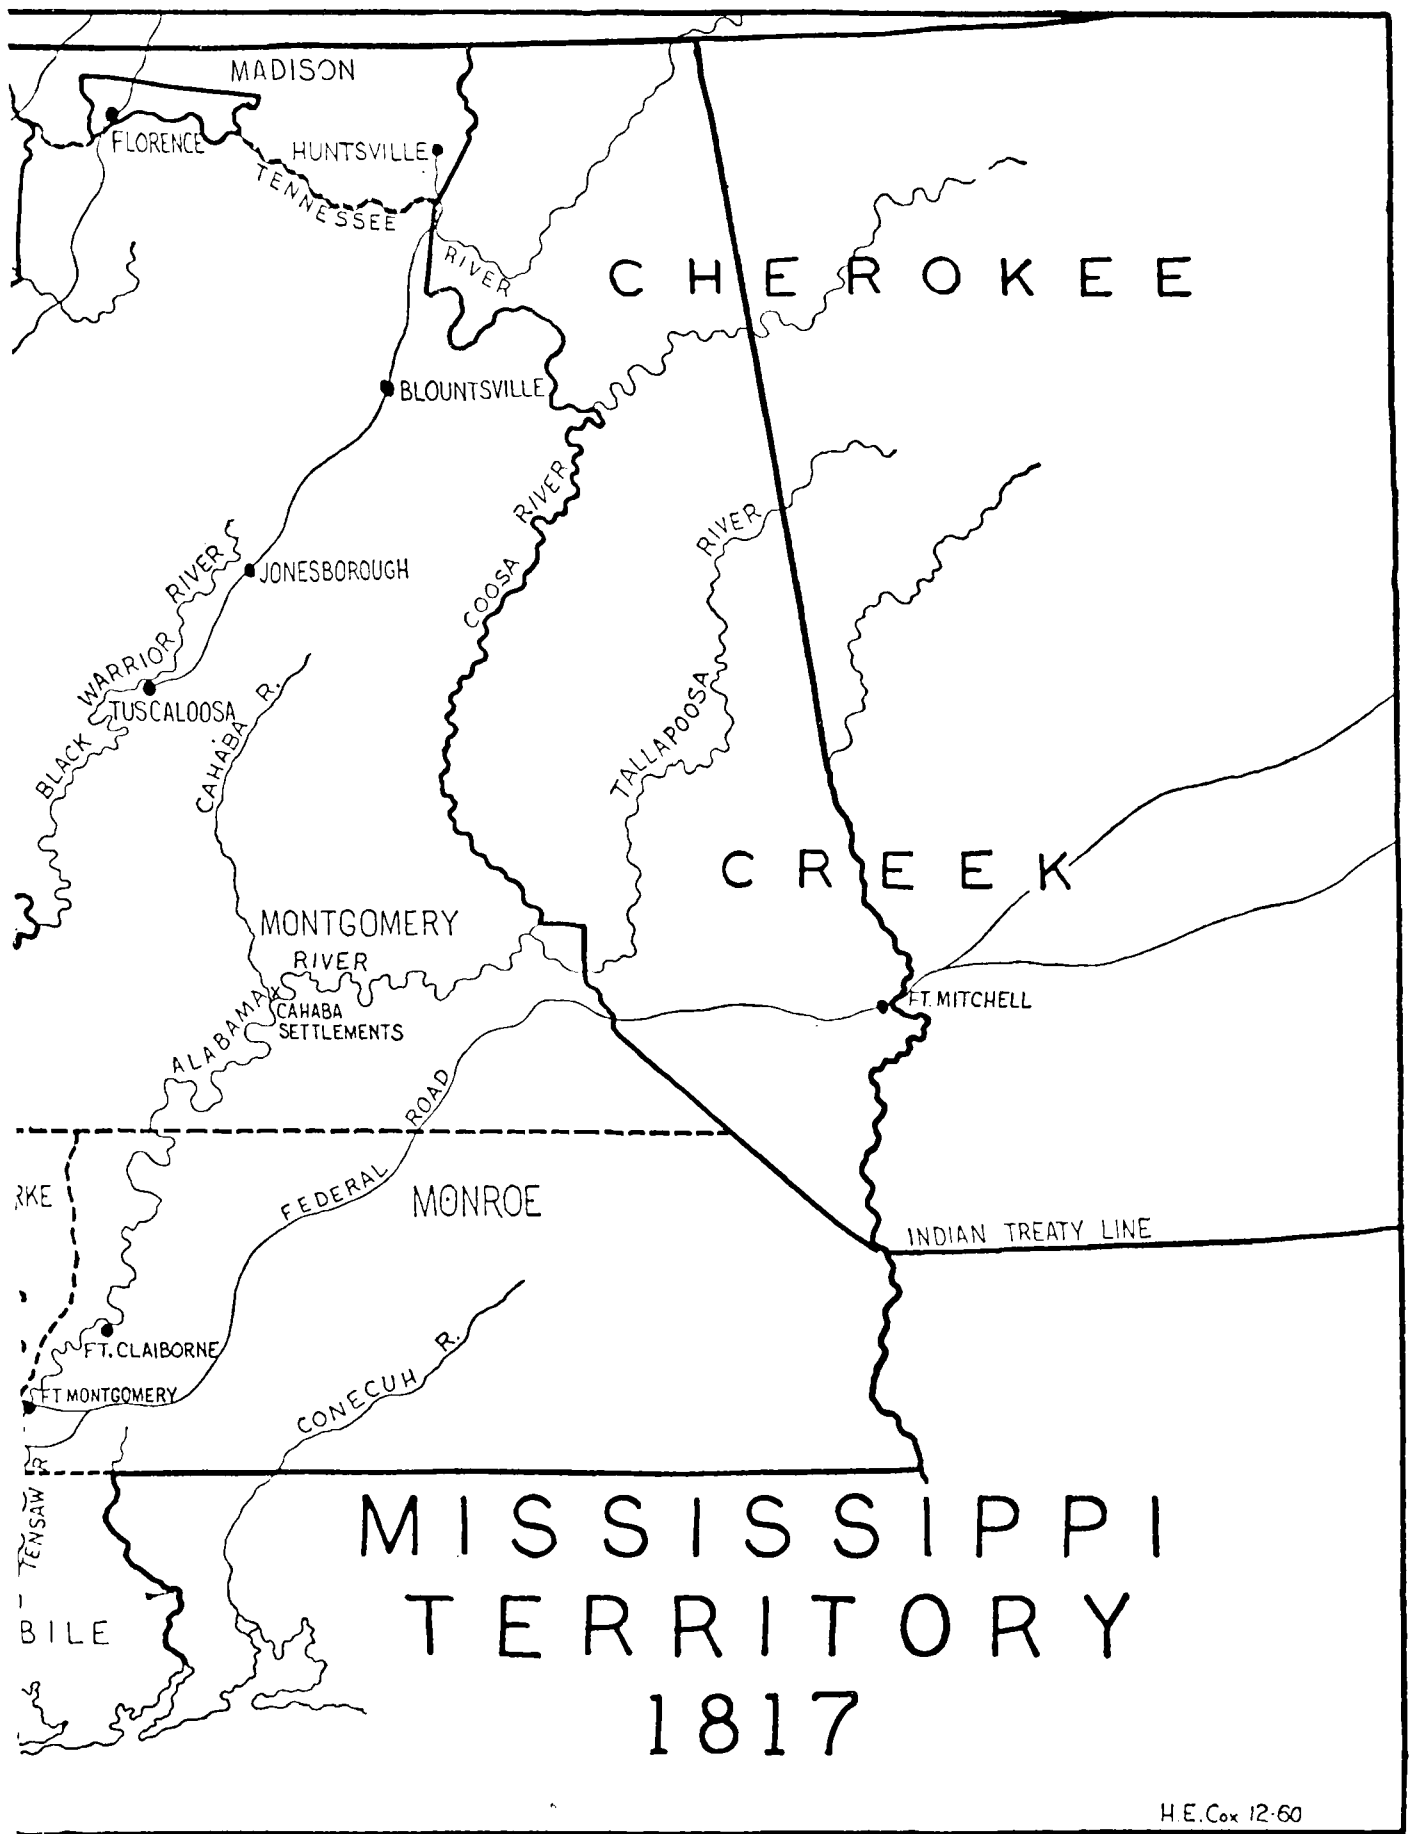 MADISON
FLORENCE
HUNTSVILLE
TENNESSEE
RIVER
CHEROKEE
BLOUNTSVILLE
COOSA RIVER
TALLAPOOSA RIVER
BLACK WARRIOR RIVER
JONESBOROUGH
TUSCALOOSA
CAHABA R.
CREEK
MONTGOMERY
ALABAMA RIVER
CAHABA
SETTLEMENTS
FT. MITCHELL
FEDERAL ROAD
RKE
MONROE
INDIAN TREATY LINE
FT. CLAIBORNE
FT MONTGOMERY
CONECUH R.
TENSAW R
BILE
MISSISSIPPI
TERRITORY
1817
H.E. Cox 12-60